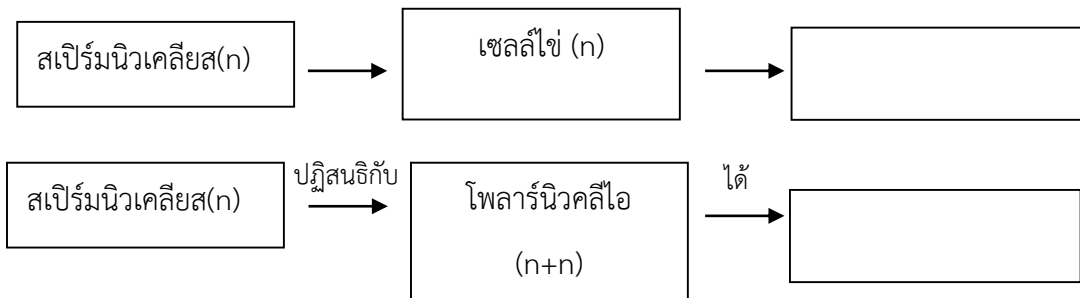 สเปิร์มนิวเคลียส(n)
เซลล์ไข่ (n)
สเปิร์มนิวเคลียส(n)
ปฏิสนธิกับ
โพลาร์นิวคลีไอ
(n+n)
ได้